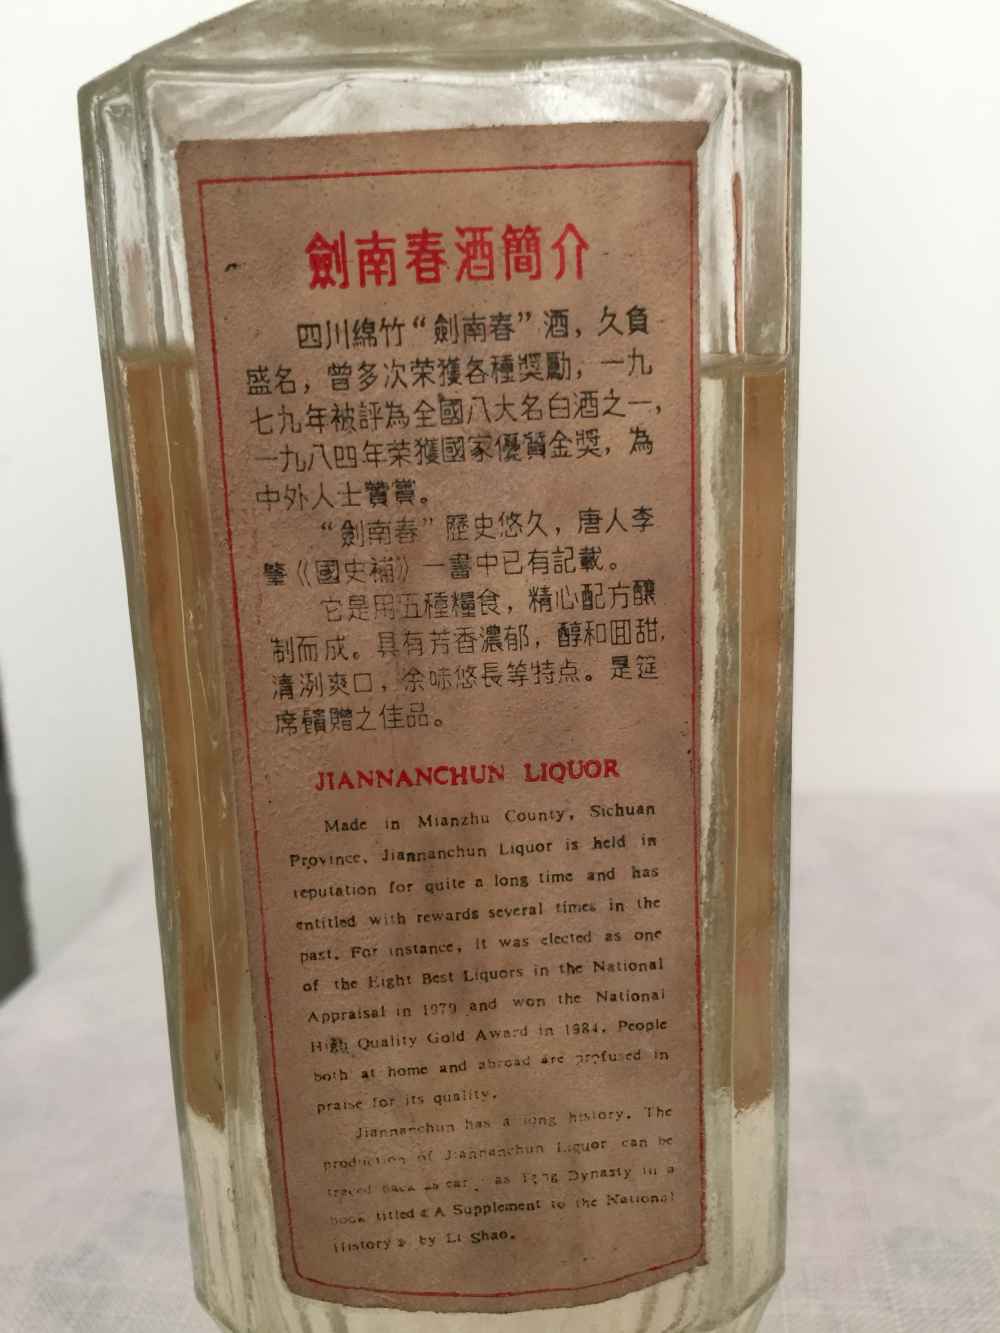 劍南春酒簡介
四川綿竹“劍南春”酒，久負
盛名，曾多次荣獲各種獎勵，一九
七九年被評為全國八大名白酒之一，
一九八四年荣獲國家優質金獎，為
中外人士贊賞。
“劍南春”歷史悠久，唐人李
肇《國史補》一書中已有記載。
它是用五種糧食，精心配方釀
制而成。具有芳香濃郁，醇和回甜，
清洌爽口，余味悠長等特点。是筵
席饋贈之佳品。
JIANNANCHUN LIQUOR
Made in Mianzhu County, Sichuan
Province, Jiannanchun Liquor is held in
reputation for quite a long time and has
entitled with rewards several times in the
past. For instance, it was elected as one
of the Eight Best Liquors in the National
Appraisal in 1979 and won the National
High Quality Gold Award in 1984. People
both at home and abroad are profused in
praise for its quality.
Jiannanchun has a long history. The
production of Jiannanchun Liquor can be
traced back as early as Tang Dynasty in a
book titled《A Supplement to the National
History》by Li Shao.